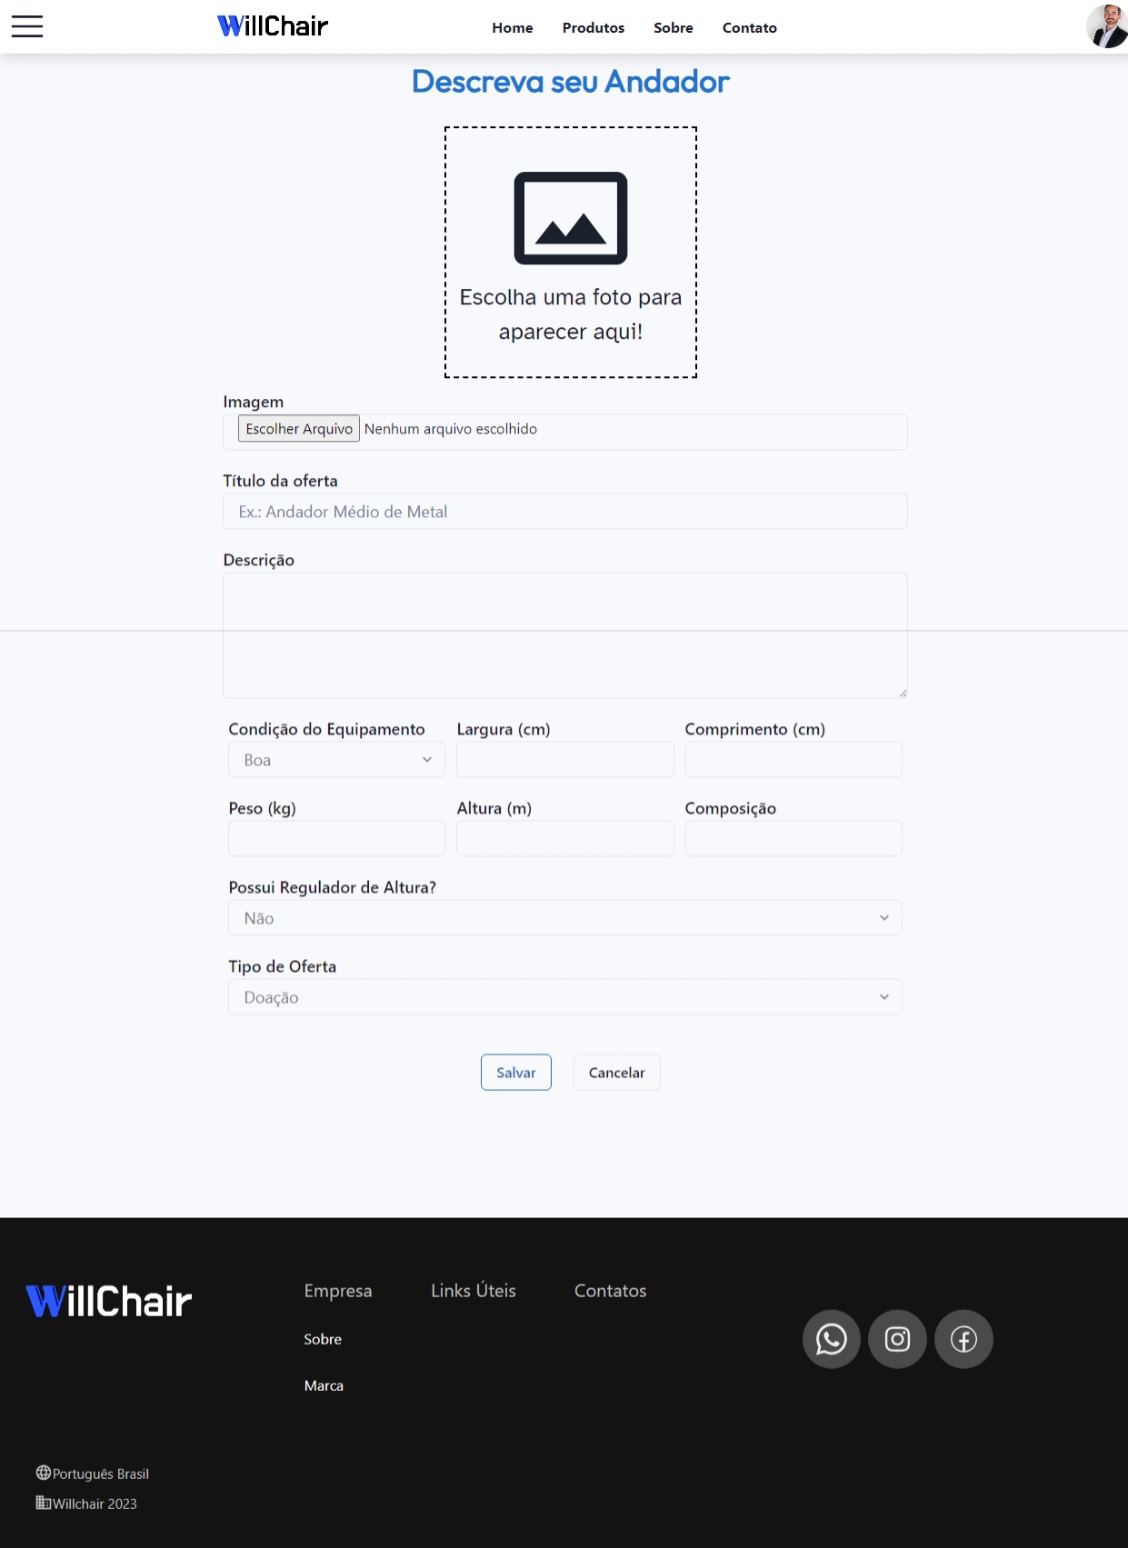 WillChair
Home Produtos Sobre Contato
Descreva seu Andador
Escolha uma foto para
aparecer aqui!
Imagem
Escolher Arquivo Nenhum arquivo escolhido
Título da oferta
Ex.: Andador Médio de Metal
Descrição
Condição do Equipamento Largura (cm) Comprimento (cm)
Boa
Peso (kg) Altura (m) Composição
Possui Regulador de Altura?
Não
Tipo de Oferta
Doação
Salvar Cancelar
WillChair
Empresa Links Úteis Contatos
Sobre
Marca
Português Brasil
Willchair 2023